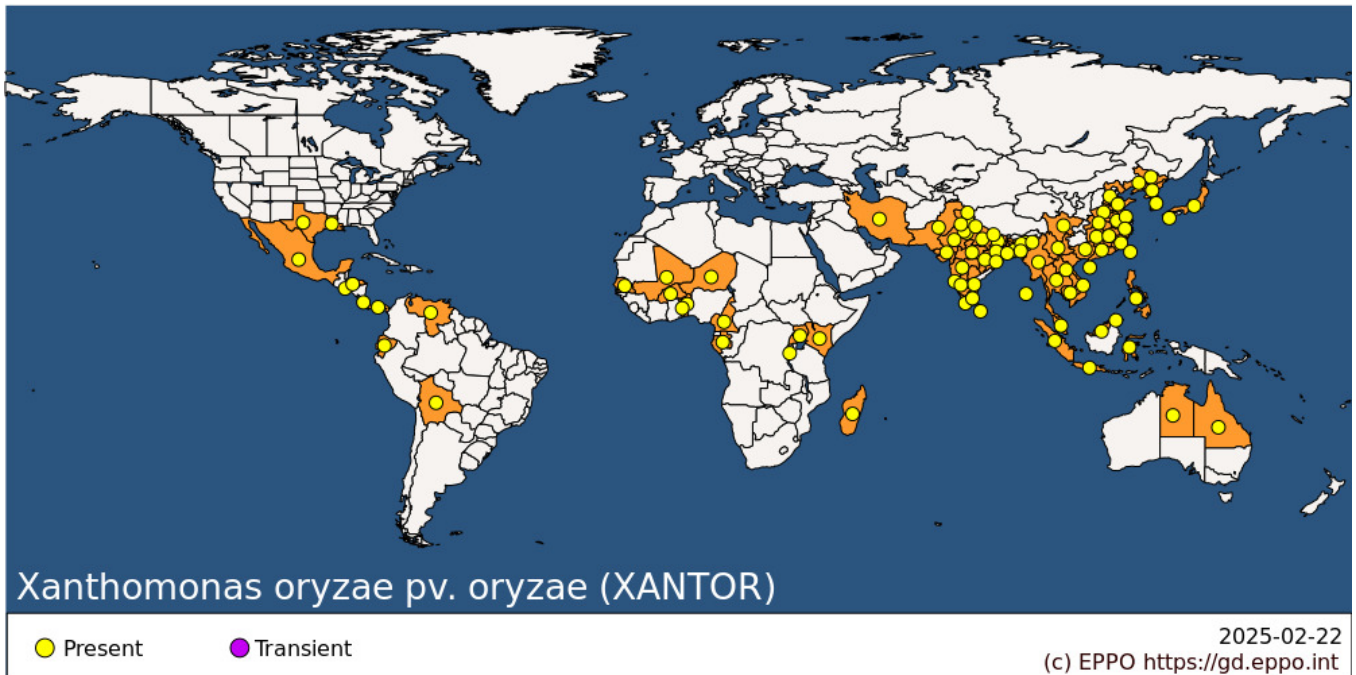 Xanthomonas oryzae pv. oryzae (XANTOR)
Present
Transient
2025-02-22
(c) EPPO https://gd.eppo.int